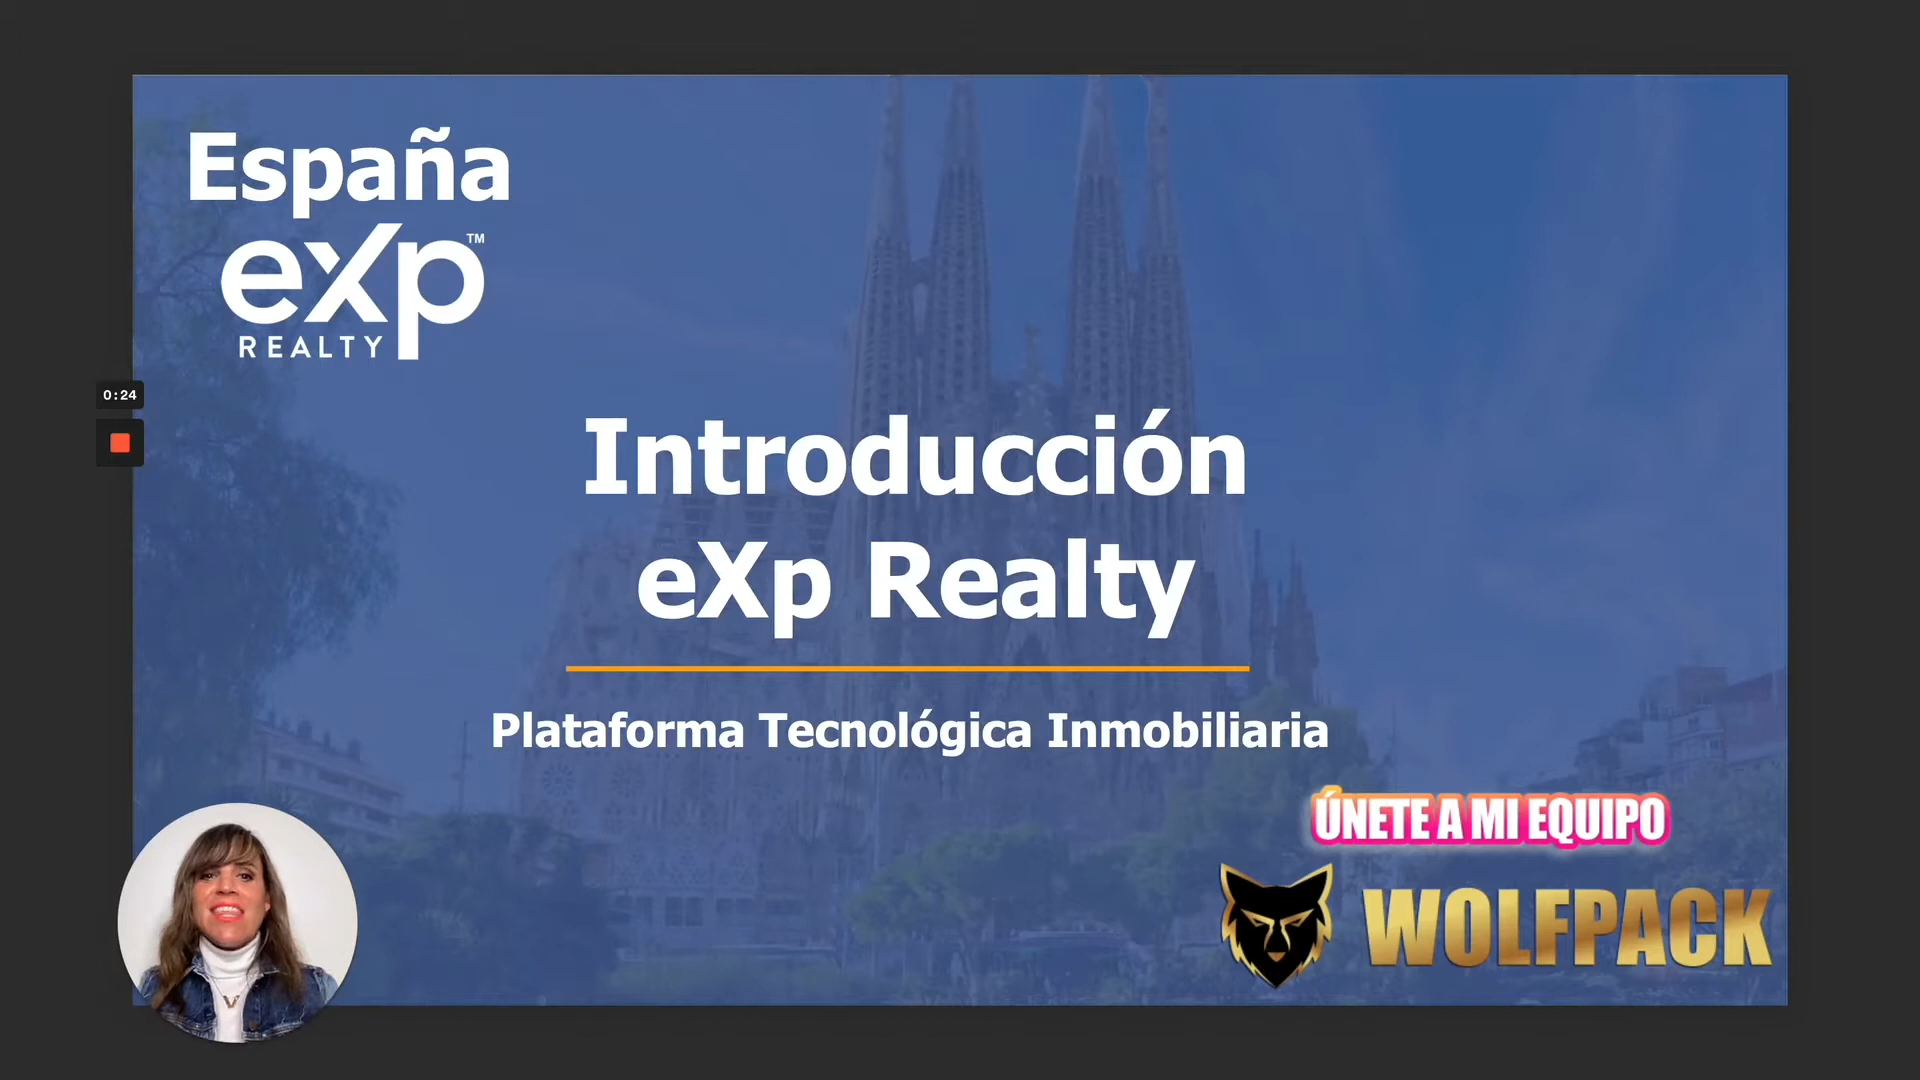 España
eXp™
REALTY
0:24
Introducción
eXp Realty
Plataforma Tecnológica Inmobiliaria
ÚNETE A MI EQUIPO
WOLFPACK